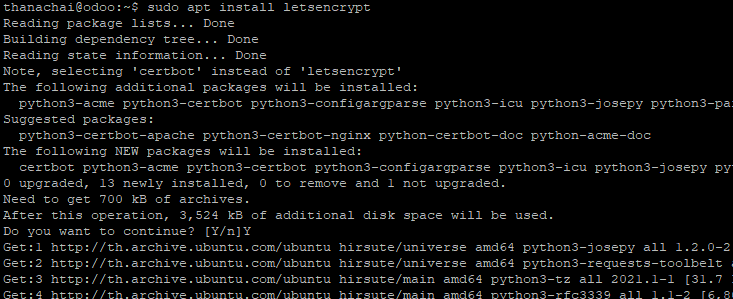 thanachai@odoo:~$ sudo apt install letsencrypt
Reading package lists... Done
Building dependency tree... Done
Reading state information... Done
Note, selecting 'certbot' instead of 'letsencrypt'
The following additional packages will be installed:
python3-acme python3-certbot python3-configargparse python3-icu python3-josepy python3-pa
Suggested packages:
python3-certbot-apache python3-certbot-nginx python-certbot-doc python-acme-doc
The following NEW packages will be installed:
certbot python3-acme python3-certbot python3-configargparse python3-icu python3-josepy py
0 upgraded, 13 newly installed, 0 to remove and 1 not upgraded.
Need to get 700 kB of archives.
After this operation, 3,524 kB of additional disk space will be used.
Do you want to continue? [Y/n]Y
Get:1 http://th.archive.ubuntu.com/ubuntu hirsute/universe amd64 python3-josepy all 1.2.0-2
Get:2 http://th.archive.ubuntu.com/ubuntu hirsute/universe amd64 python3-requests-toolbelt
Get:3 http://th.archive.ubuntu.com/ubuntu hirsute/main amd64 python3-tz all 2021.1-1 [31.7
Get:4 http://th.archive.ubuntu.com/ubuntu hirsute/main amd64 python3-rfc3339 all 1.1-2 [6,8